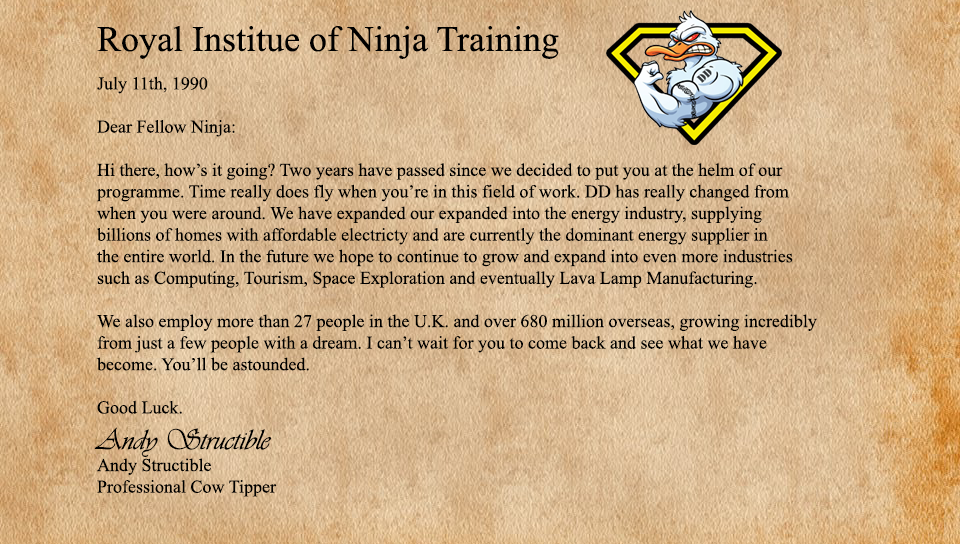 Royal Institue of Ninja Training
DD
July 11th, 1990
Dear Fellow Ninja:
Hi there, how’s it going? Two years have passed since we decided to put you at the helm of our
programme. Time really does fly when you’re in this field of work. DD has really changed from
when you were around. We have expanded our expanded into the energy industry, supplying
billions of homes with affordable electricty and are currently the dominant energy supplier in
the entire world. In the future we hope to continue to grow and expand into even more industries
such as Computing, Tourism, Space Exploration and eventually Lava Lamp Manufacturing.
We also employ more than 27 people in the U.K. and over 680 million overseas, growing incredibly
from just a few people with a dream. I can’t wait for you to come back and see what we have
become. You’ll be astounded.
Good Luck.
Andy Structible
Andy Structible
Professional Cow Tipper